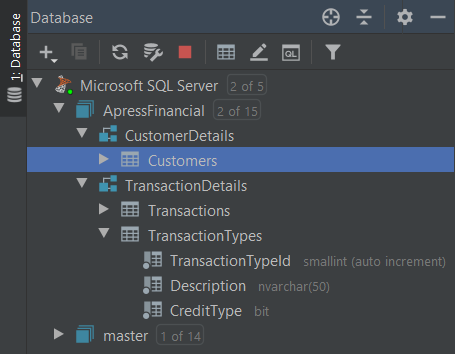 1: Database
Database
QL
Microsoft SQL Server 2 of 5
ApressFinancial 2 of 15
CustomerDetails
Customers
TransactionDetails
Transactions
TransactionTypes
TransactionTypeId smallint (auto increment)
Description nvarchar(50)
CreditType bit
master 1 of 14